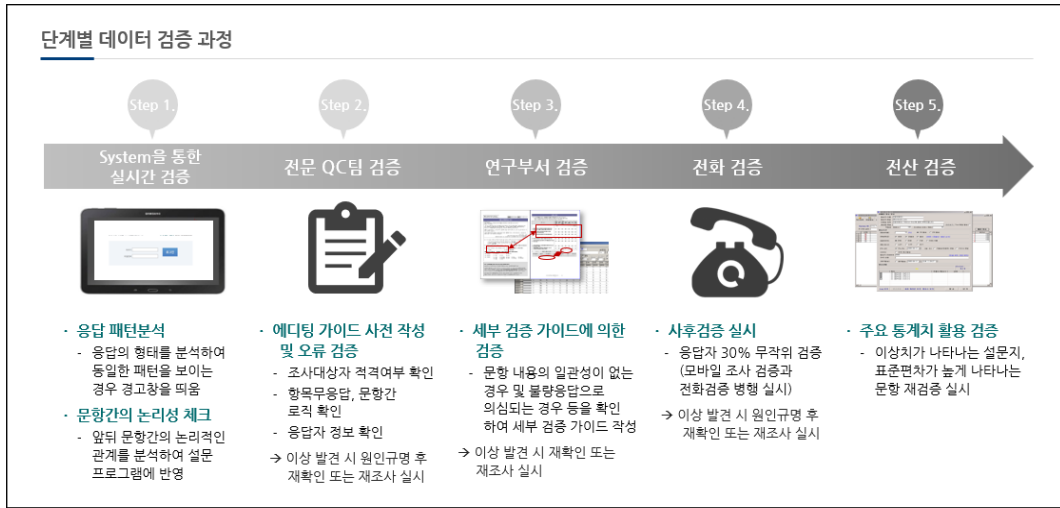 단계별 데이터 검증 과정
Step 1.
Step 2.
Step 3.
Step 4.
Step 5.
System을 통한
실시간 검증
전문 QC팀 검증
연구부서 검증
전화 검증
전산 검증
SAMSUNG
· 응답 패턴분석
- 응답의 형태를 분석하여
동일한 패턴을 보이는
경우 경고창을 띄움
· 문항간의 논리성 체크
- 앞뒤 문항간의 논리적인
관계를 분석하여 설문
프로그램에 반영
· 에디팅 가이드 사전 작성
및 오류 검증
- 조사대상자 적격여부 확인
- 항목무응답, 문항간
로직 확인
- 응답자 정보 확인
→ 이상 발견 시 원인규명 후
재확인 또는 재조사 실시
· 세부 검증 가이드에 의한
검증
- 문항 내용의 일관성이 없는
경우 및 불량응답으로
의심되는 경우 등을 확인
하여 세부 검증 가이드 작성
→ 이상 발견 시 재확인 또는
재조사 실시
· 사후검증 실시
- 응답자 30% 무작위 검증
(모바일 조사 검증과
전화검증 병행 실시)
→ 이상 발견 시 원인규명 후
재확인 또는 재조사 실시
· 주요 통계치 활용 검증
- 이상치가 나타나는 설문지,
표준편차가 높게 나타나는
문항 재검증 실시